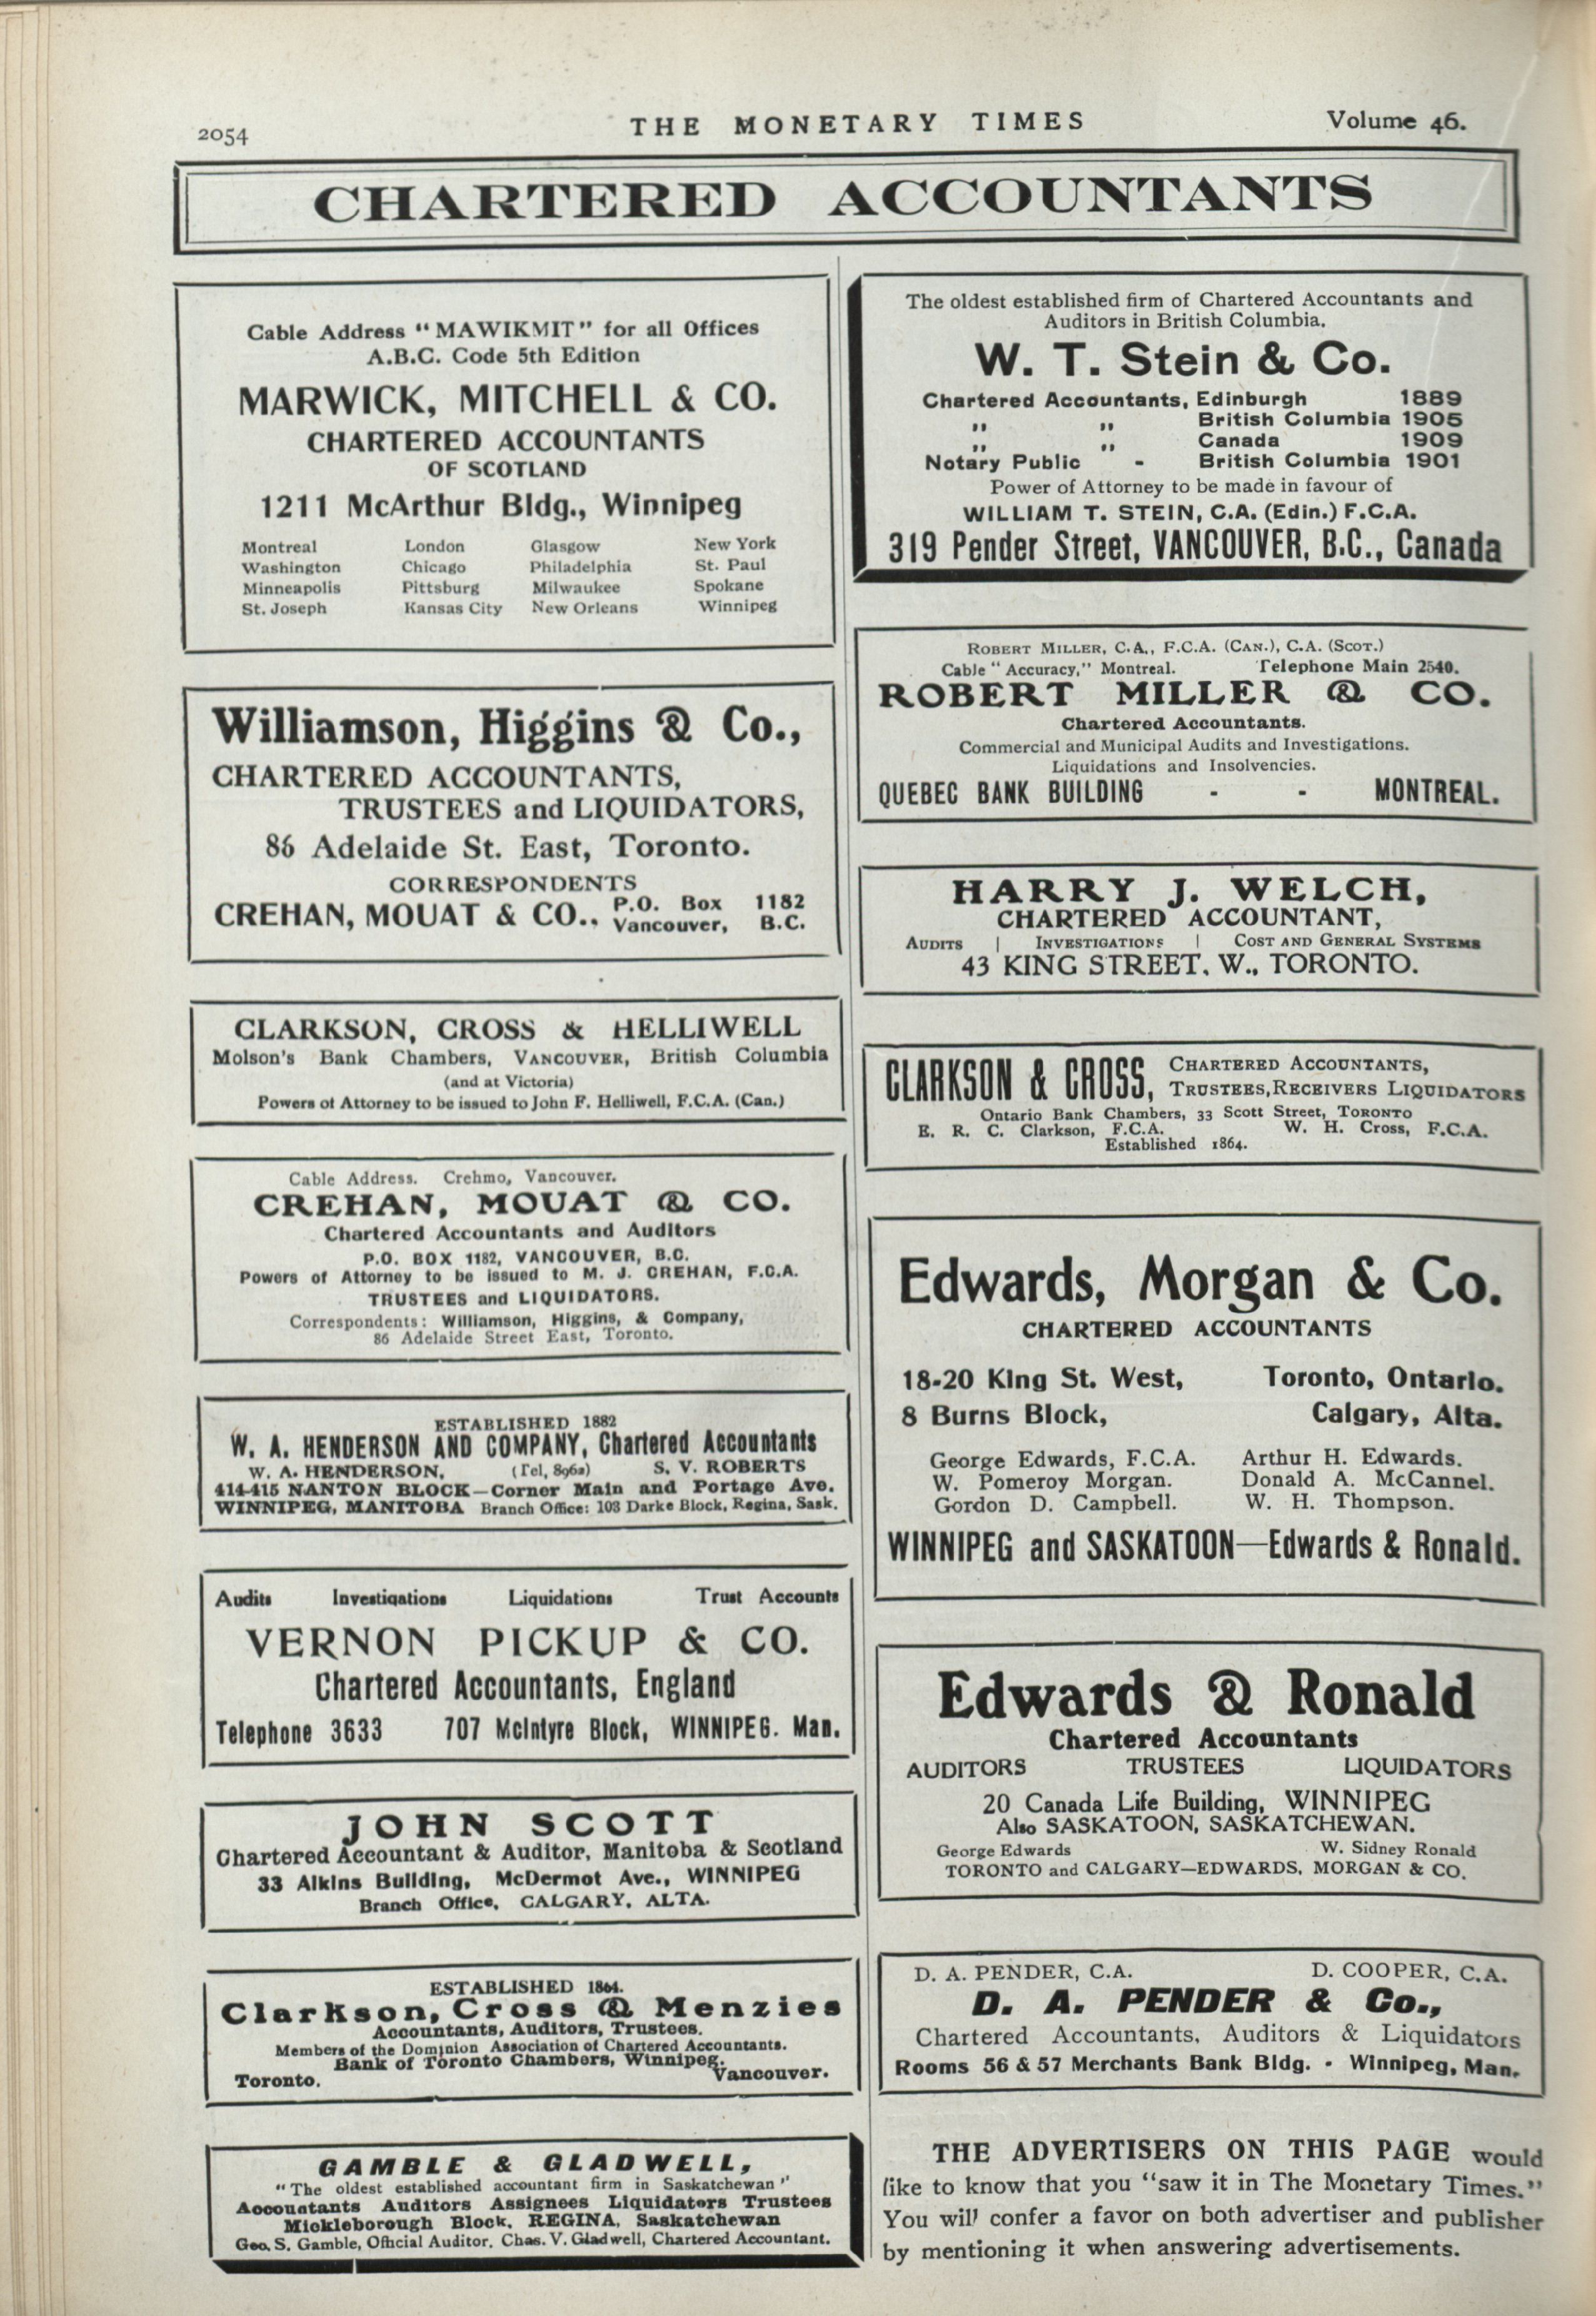 2054
THE MONETARY TIMES
Volume 46.
CHARTERED ACCOUNTANTS
Cable Address "MAWIKMIT" for all Offices
A.B.C. Code 5th Edition
MARWICK, MITCHELL & CO.
CHARTERED ACCOUNTANTS
OF SCOTLAND
1211 McArthur Bldg., Winnipeg
Montreal London Glasgow New York
Washington Chicago Philadelphia St. Paul
Minneapolis Pittsburg Milwaukee Spokane
St. Joseph Kansas City New Orleans Winnipeg
Williamson, Higgins & Co.,
CHARTERED ACCOUNTANTS,
TRUSTEES and LIQUIDATORS,
86 Adelaide St. East, Toronto.
CORRESPONDENTS
CREHAN, MOUAT & CO., P.O. Box 1182
Vancouver, B.C.
CLARKSON, CROSS & HELLIWELL
Molson's Bank Chambers, VANCOUVER, British Columbia
(and at Victoria)
Powers of Attorney to be issued to John F. Helliwell, F.C.A. (Can.)
Cable Address. Crehmo, Vancouver.
CREHAN, MOUAT & CO.
Chartered Accountants and Auditors
P.O. BOX 1182, VANCOUVER, B.C.
Powers of Attorney to be issued to M. J. CREHAN, F.C.A.
TRUSTEES and LIQUIDATORS.
Correspondents: Williamson, Higgins, & Company,
86 Adelaide Street East, Toronto.
ESTABLISHED 1882
W. A. HENDERSON AND COMPANY, Chartered Accountants
W. A. HENDERSON, (Tel, 8962) S. V. ROBERTS
414-415 NANTON BLOCK—Corner Main and Portage Ave.
WINNIPEG, MANITOBA Branch Office: 103 Darke Block, Regina, Sask.
Audits Investigations Liquidations Trust Accounts
VERNON PICKUP & CO.
Chartered Accountants, England
Telephone 3633 707 McIntyre Block, WINNIPEG. Man.
JOHN SCOTT
Chartered Accountant & Auditor, Manitoba & Scotland
33 Aikins Building, McDermot Ave., WINNIPEG
Branch Office, CALGARY, ALTA.
ESTABLISHED 1864.
Clarkson, Cross & Menzies
Accountants, Auditors, Trustees.
Members of the Dominion Association of Chartered Accountants.
Bank of Toronto Chambers, Winnipeg.
Toronto. Vancouver.
GAMBLE & GLADWELL,
"The oldest established accountant firm in Saskatchewan"
Accountants Auditors Assignees Liquidators Trustees
Mickleborough Block, REGINA, Saskatchewan
Geo. S. Gamble, Official Auditor, Chas. V. Gladwell, Chartered Accountant.
The oldest established firm of Chartered Accountants and
Auditors in British Columbia.
W. T. Stein & Co.
Chartered Accountants, Edinburgh 1889
" " British Columbia 1905
" " Canada 1909
Notary Public - British Columbia 1901
Power of Attorney to be made in favour of
WILLIAM T. STEIN, C.A. (Edin.) F.C.A.
319 Pender Street, VANCOUVER, B.C., Canada
ROBERT MILLER, C.A., F.C.A. (CAN.), C.A. (SCOT.)
Cable "Accuracy," Montreal. Telephone Main 2540.
ROBERT MILLER & CO.
Chartered Accountants.
Commercial and Municipal Audits and Investigations.
Liquidations and Insolvencies.
QUEBEC BANK BUILDING - - MONTREAL.
HARRY J. WELCH,
CHARTERED ACCOUNTANT,
AUDITS | INVESTIGATIONS | COST AND GENERAL SYSTEMS
43 KING STREET. W., TORONTO.
CLARKSON & CROSS, CHARTERED ACCOUNTANTS,
TRUSTEES, RECEIVERS LIQUIDATORS
Ontario Bank Chambers, 33 Scott Street, TORONTO
E. R. C. Clarkson, F.C.A. W. H. Cross, F.C.A.
Established 1864.
Edwards, Morgan & Co.
CHARTERED ACCOUNTANTS
18-20 King St. West, Toronto, Ontario.
8 Burns Block, Calgary, Alta.
George Edwards, F.C.A. Arthur H. Edwards.
W. Pomeroy Morgan. Donald A. McCannel.
Gordon D. Campbell. W. H. Thompson.
WINNIPEG and SASKATOON—Edwards & Ronald.
Edwards & Ronald
Chartered Accountants
AUDITORS TRUSTEES LIQUIDATORS
20 Canada Life Building, WINNIPEG
Also SASKATOON, SASKATCHEWAN.
George Edwards W. Sidney Ronald
TORONTO and CALGARY—EDWARDS, MORGAN & CO.
D. A. PENDER, C.A. D. COOPER, C.A.
D. A. PENDER & Co.,
Chartered Accountants, Auditors & Liquidators
Rooms 56 & 57 Merchants Bank Bldg. - Winnipeg, Man.
THE ADVERTISERS ON THIS PAGE would
like to know that you "saw it in The Monetary Times."
You will confer a favor on both advertiser and publisher
by mentioning it when answering advertisements.